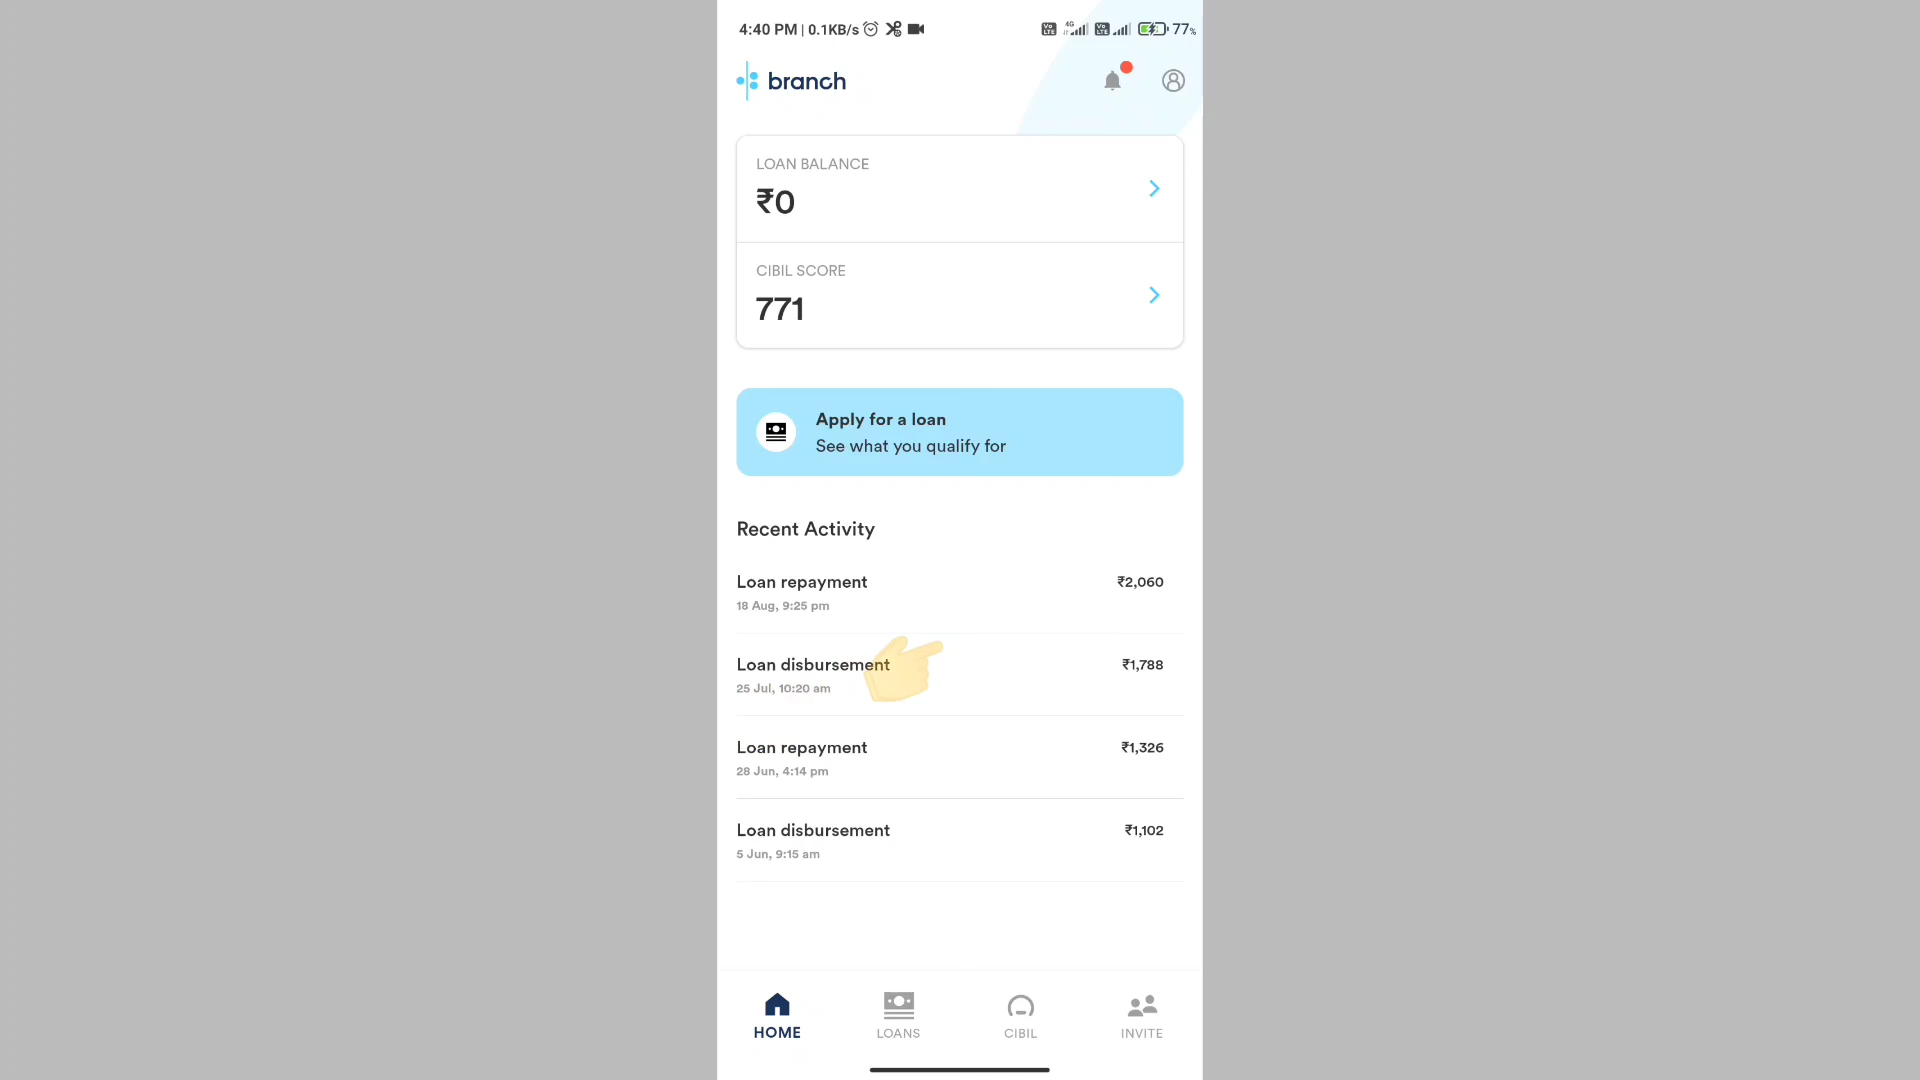 4:40 PM | 0.1KB/s
4G
77%
branch
LOAN BALANCE
₹0
CIBIL SCORE
771
Apply for a loan
See what you qualify for
Recent Activity
Loan repayment ₹2,060
18 Aug, 9:25 pm
Loan disbursement ₹1,788
25 Jul, 10:20 am
Loan repayment ₹1,326
28 Jun, 4:14 pm
Loan disbursement ₹1,102
5 Jun, 9:15 am
HOME LOANS CIBIL INVITE